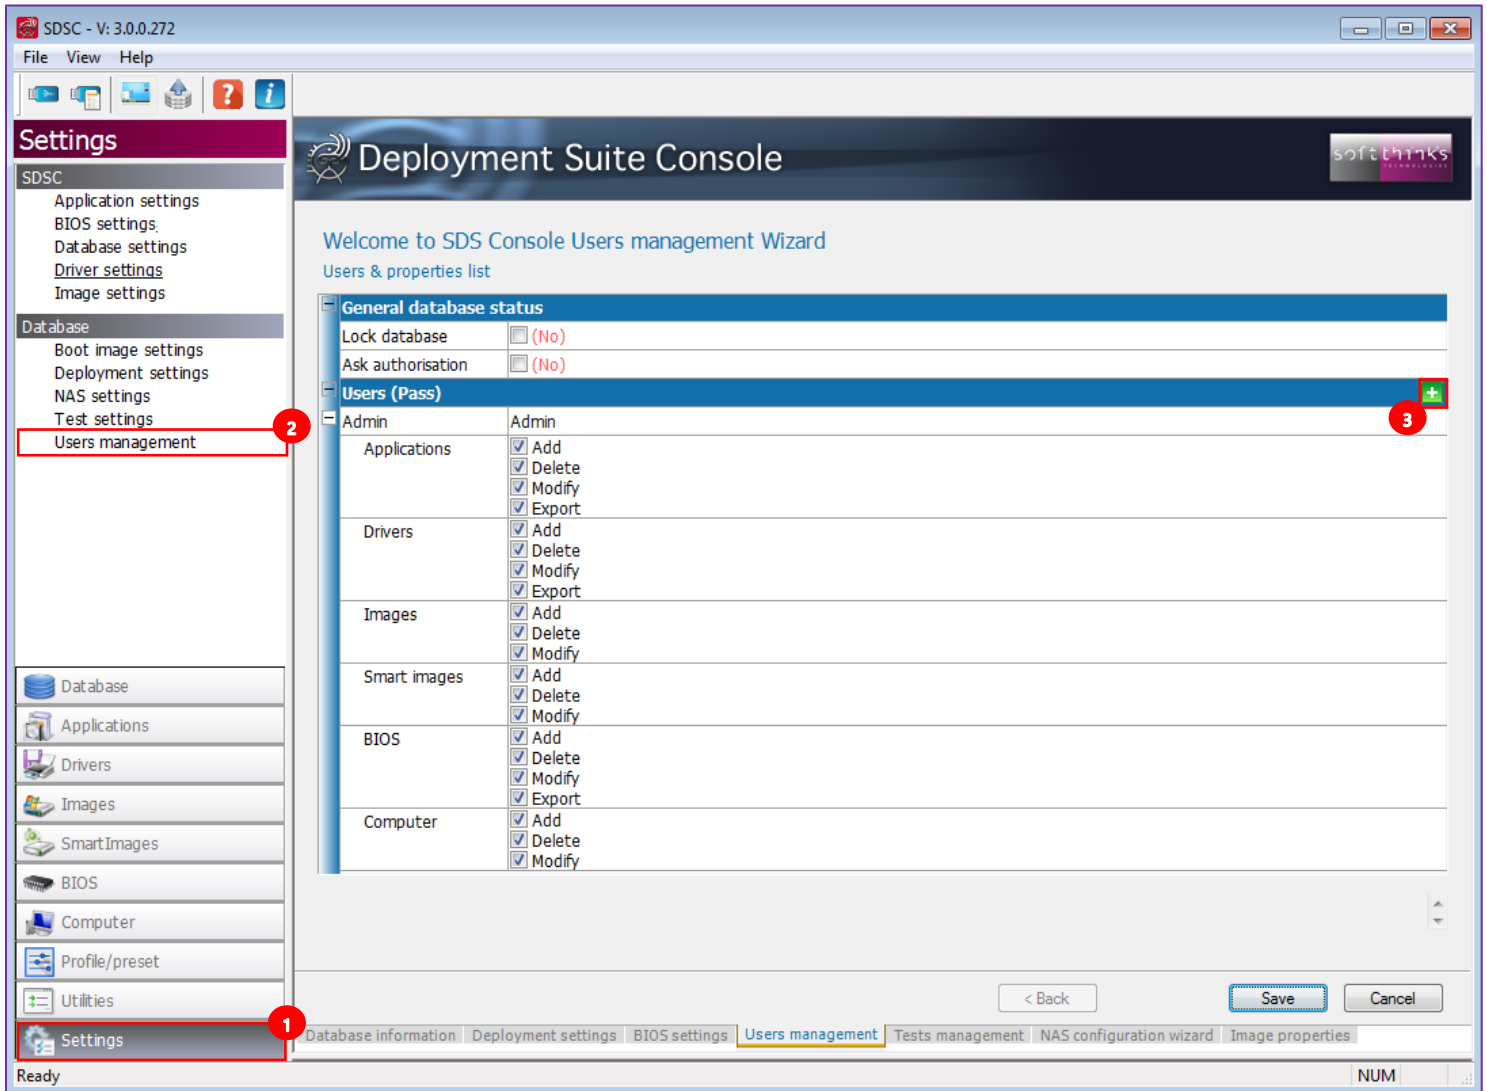 SDSC - V: 3.0.0.272
File View Help
Settings
SDSC
Application settings
BIOS settings
Database settings
Driver settings
Image settings
Database
Boot image settings
Deployment settings
NAS settings
Test settings
Users management
2
Database
Applications
Drivers
Images
SmartImages
BIOS
Computer
Profile/preset
Utilities
Settings
1
Deployment Suite Console
softthinks
TECHNOLOGIES
Welcome to SDS Console Users management Wizard
Users & properties list
General database status
Lock database (No)
Ask authorisation (No)
Users (Pass)
3
Admin Admin
Applications Add
Delete
Modify
Export
Drivers Add
Delete
Modify
Export
Images Add
Delete
Modify
Smart images Add
Delete
Modify
BIOS Add
Delete
Modify
Export
Computer Add
Delete
Modify
< Back Save Cancel
Database information Deployment settings BIOS settings Users management Tests management NAS configuration wizard Image properties
Ready NUM